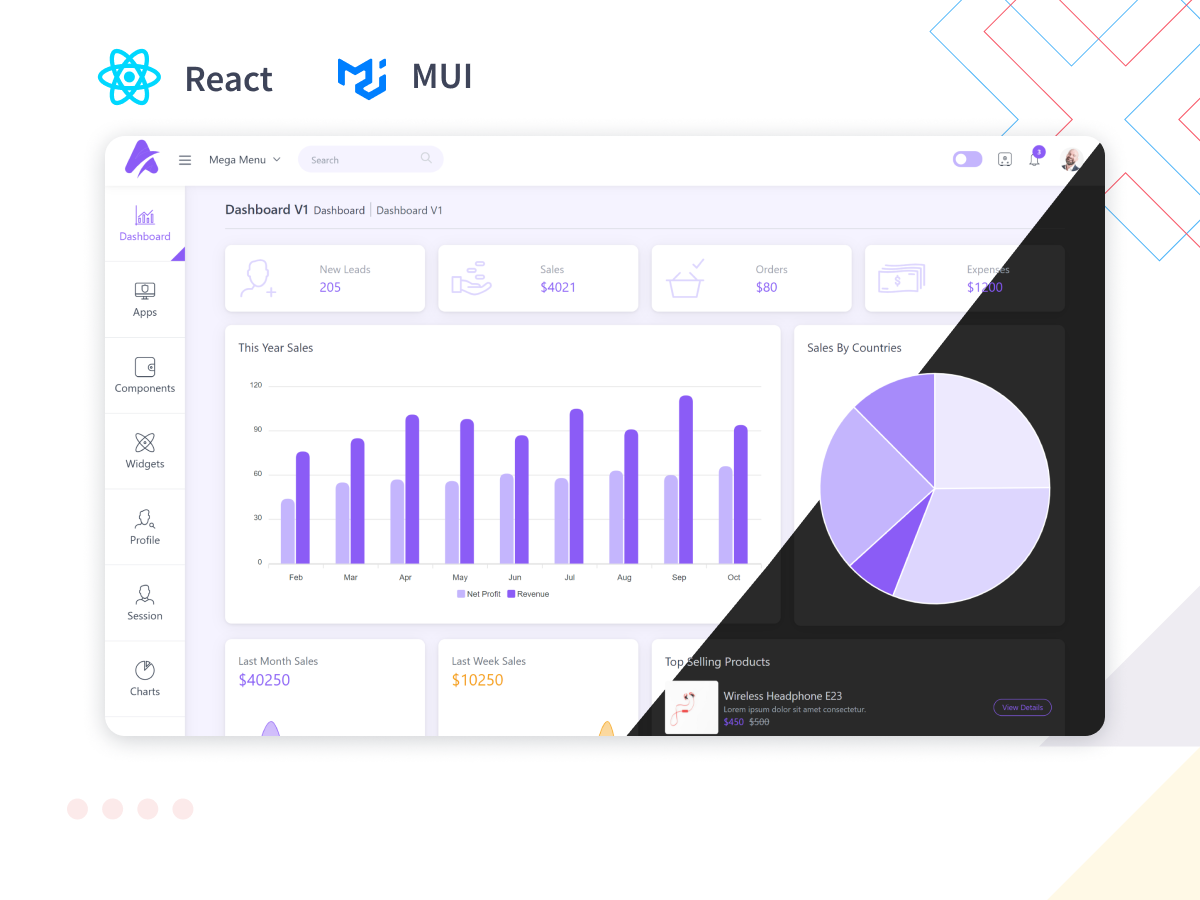 React
MUI
Mega Menu
Search
3
Dashboard V1 Dashboard Dashboard V1
Dashboard
Apps
Components
Widgets
Profile
Session
Charts
New Leads
205
Sales
$4021
Orders
$80
Expenses
$1200
This Year Sales
120
90
60
30
0
Feb Mar Apr May Jun Jul Aug Sep Oct
Net Profit Revenue
Sales By Countries
Last Month Sales
$40250
Last Week Sales
$10250
Top Selling Products
Wireless Headphone E23
Lorem ipsum dolor sit amet consectetur.
$450 $500
View Details